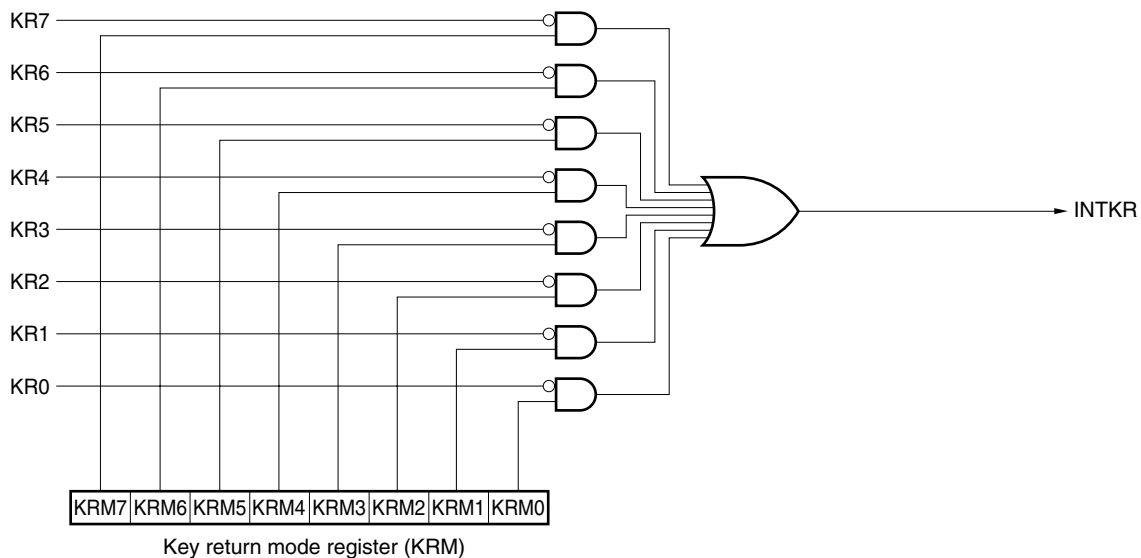 KR7
KR6
KR5
KR4
KR3
INTKR
KR2
KR1
KR0
KRM7 KRM6 KRM5 KRM4 KRM3 KRM2 KRM1 KRM0
Key return mode register (KRM)